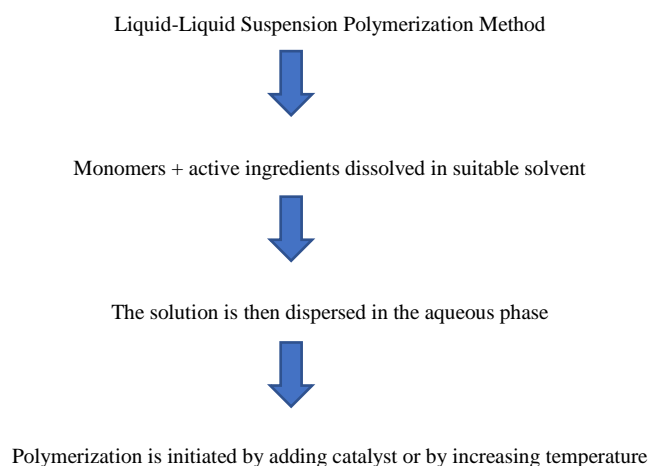 Liquid-Liquid Suspension Polymerization Method
Monomers + active ingredients dissolved in suitable solvent
The solution is then dispersed in the aqueous phase
Polymerization is initiated by adding catalyst or by increasing temperature